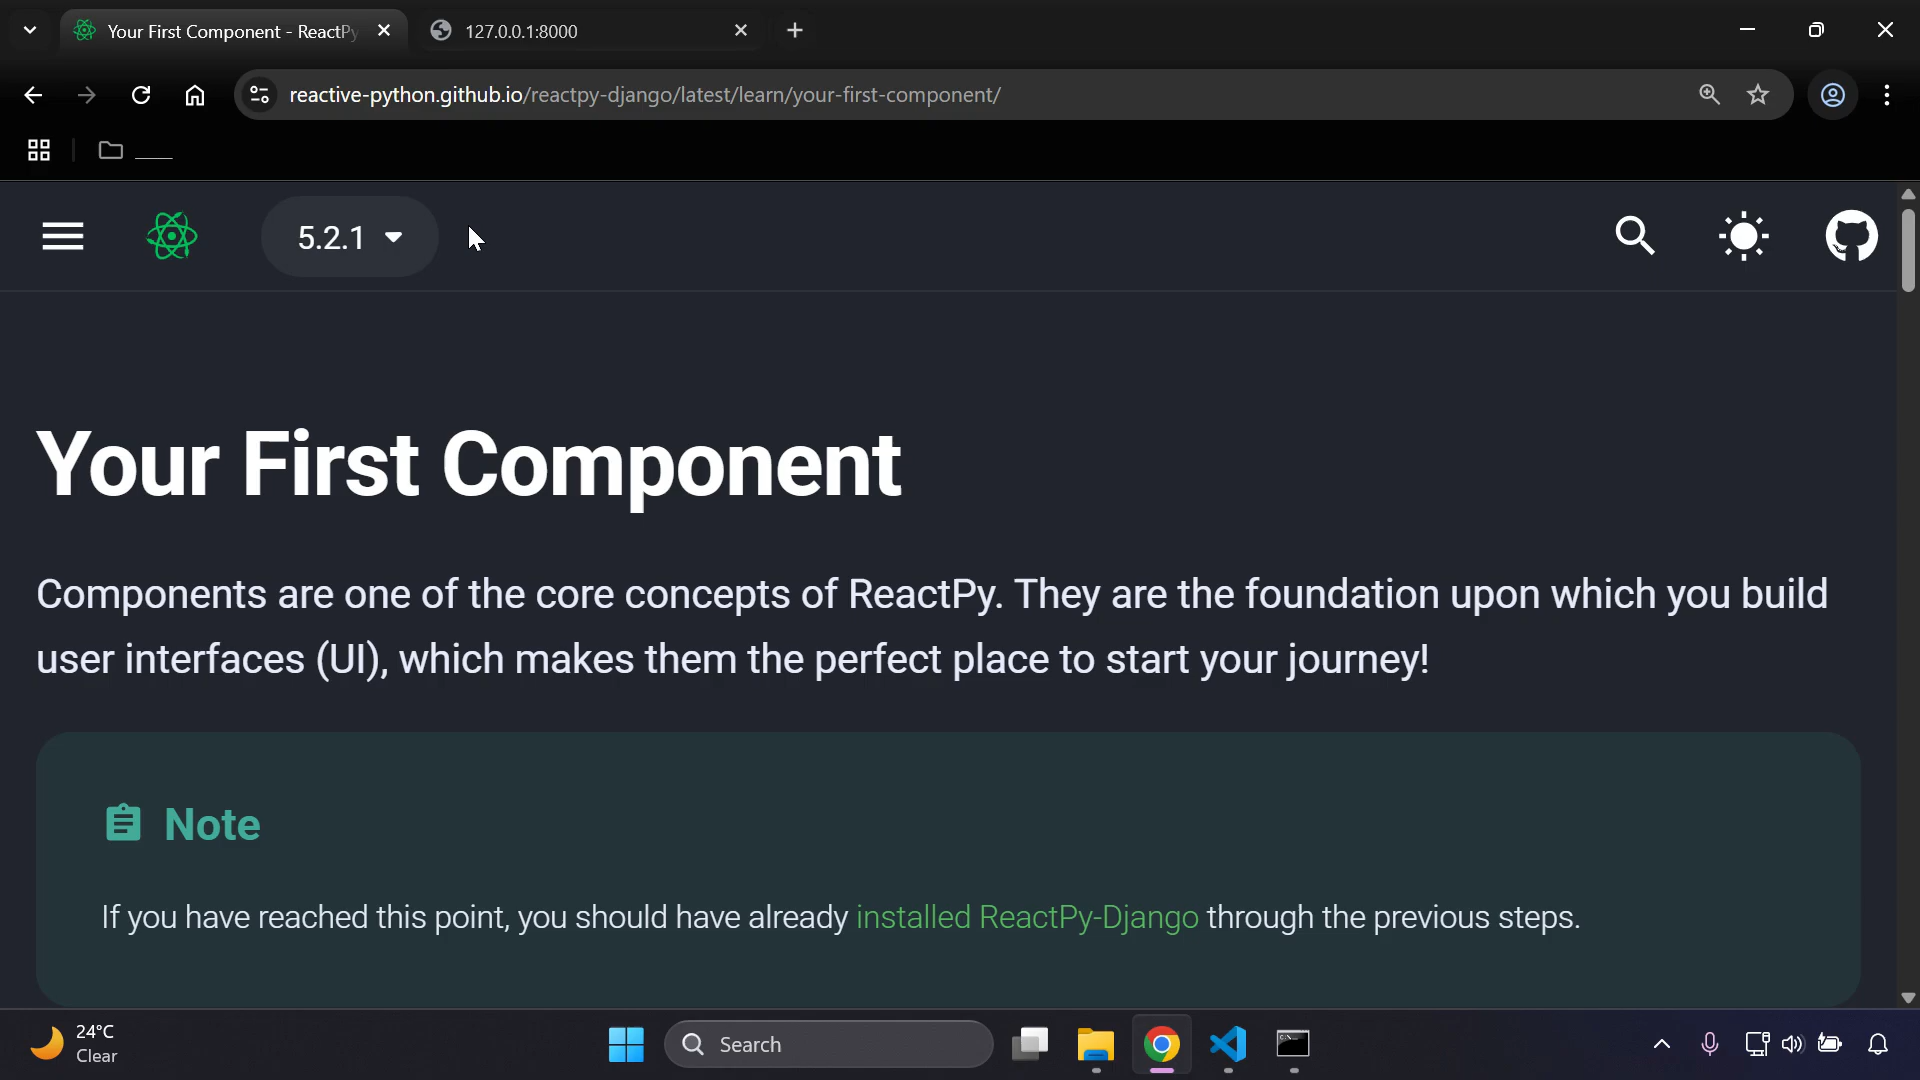 Your First Component - ReactPy
127.0.0.1:8000
reactive-python.github.io/reactpy-django/latest/learn/your-first-component/
____
5.2.1
Your First Component
Components are one of the core concepts of ReactPy. They are the foundation upon which you build
user interfaces (UI), which makes them the perfect place to start your journey!
Note
If you have reached this point, you should have already installed ReactPy-Django through the previous steps.
24°C
Clear
Search